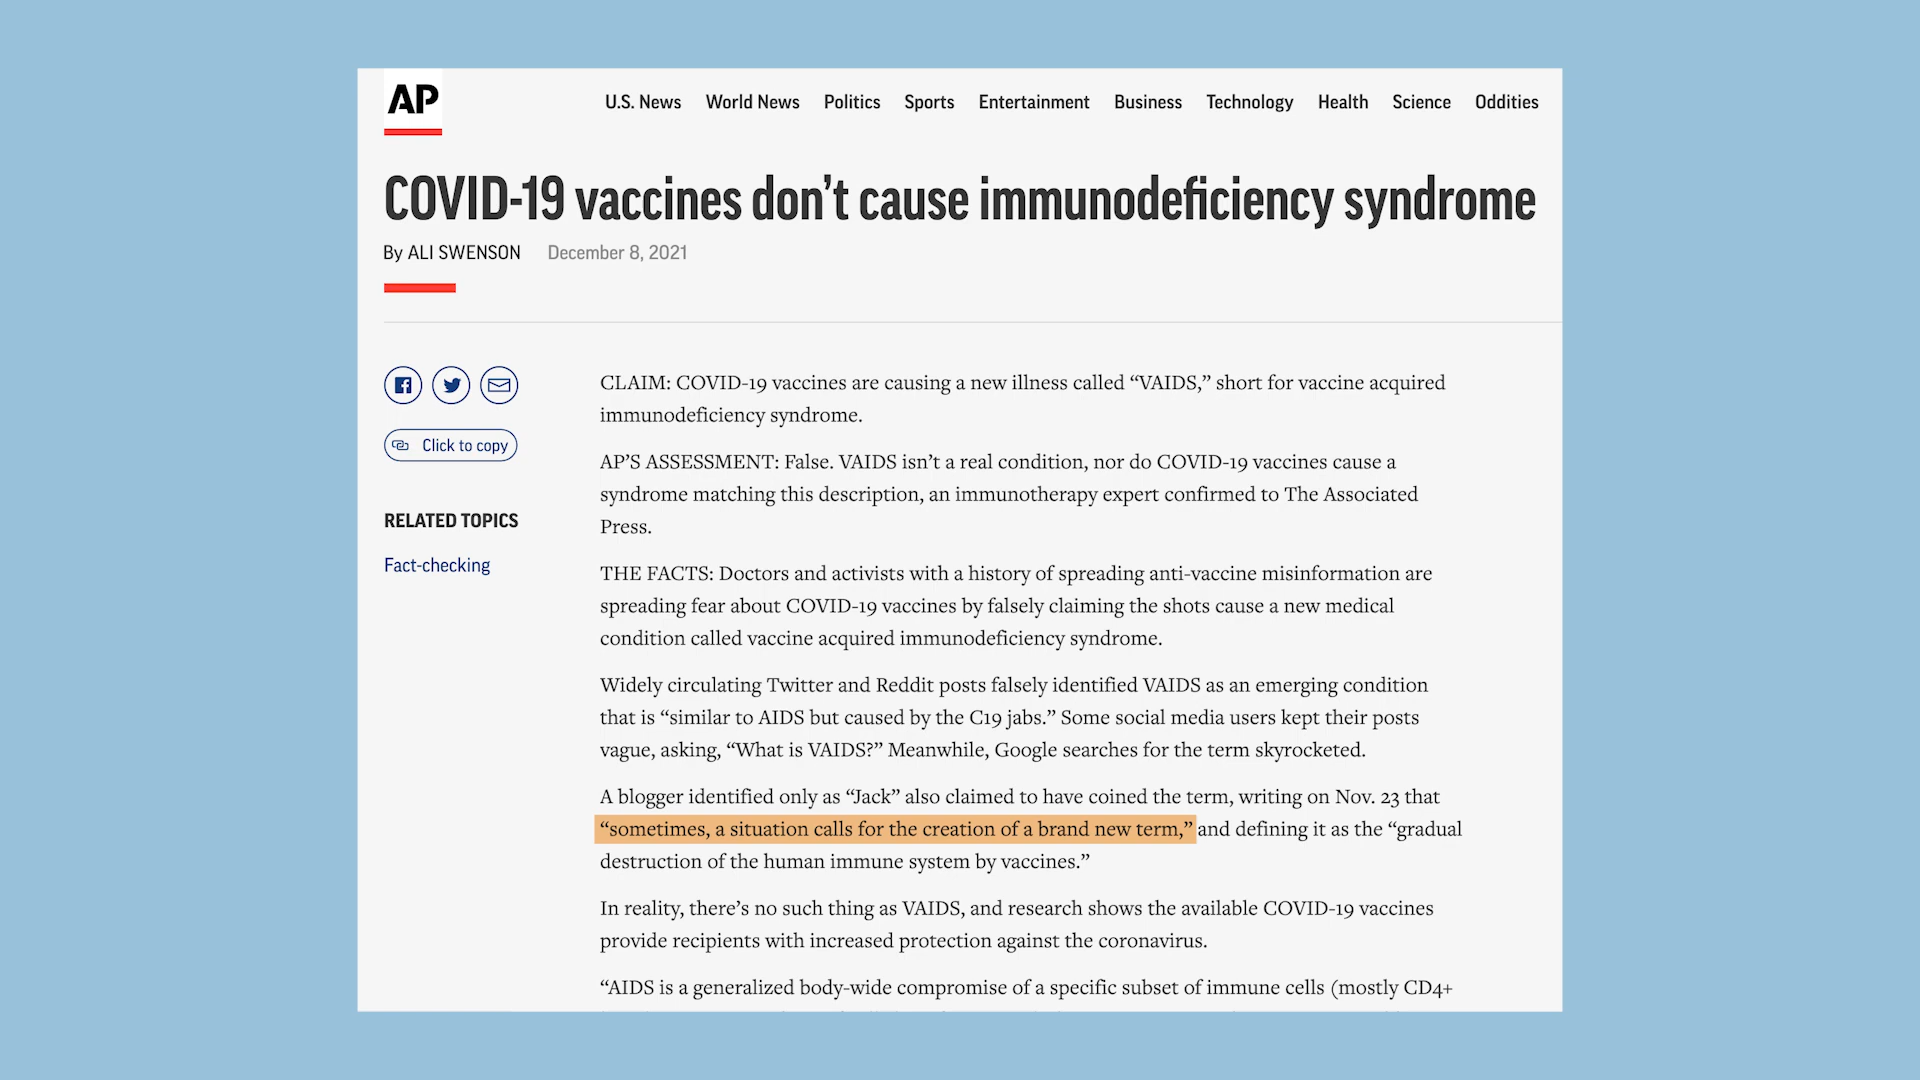 AP
U.S. News World News Politics Sports Entertainment Business Technology Health Science Oddities
COVID-19 vaccines don’t cause immunodeficiency syndrome
By ALI SWENSON December 8, 2021
Click to copy
RELATED TOPICS
Fact-checking
CLAIM: COVID-19 vaccines are causing a new illness called “VAIDS,” short for vaccine acquired
immunodeficiency syndrome.
AP’S ASSESSMENT: False. VAIDS isn’t a real condition, nor do COVID-19 vaccines cause a
syndrome matching this description, an immunotherapy expert confirmed to The Associated
Press.
THE FACTS: Doctors and activists with a history of spreading anti-vaccine misinformation are
spreading fear about COVID-19 vaccines by falsely claiming the shots cause a new medical
condition called vaccine acquired immunodeficiency syndrome.
Widely circulating Twitter and Reddit posts falsely identified VAIDS as an emerging condition
that is “similar to AIDS but caused by the C19 jabs.” Some social media users kept their posts
vague, asking, “What is VAIDS?” Meanwhile, Google searches for the term skyrocketed.
A blogger identified only as “Jack” also claimed to have coined the term, writing on Nov. 23 that
“sometimes, a situation calls for the creation of a brand new term,” and defining it as the “gradual
destruction of the human immune system by vaccines.”
In reality, there’s no such thing as VAIDS, and research shows the available COVID-19 vaccines
provide recipients with increased protection against the coronavirus.
“AIDS is a generalized body-wide compromise of a specific subset of immune cells (mostly CD4+